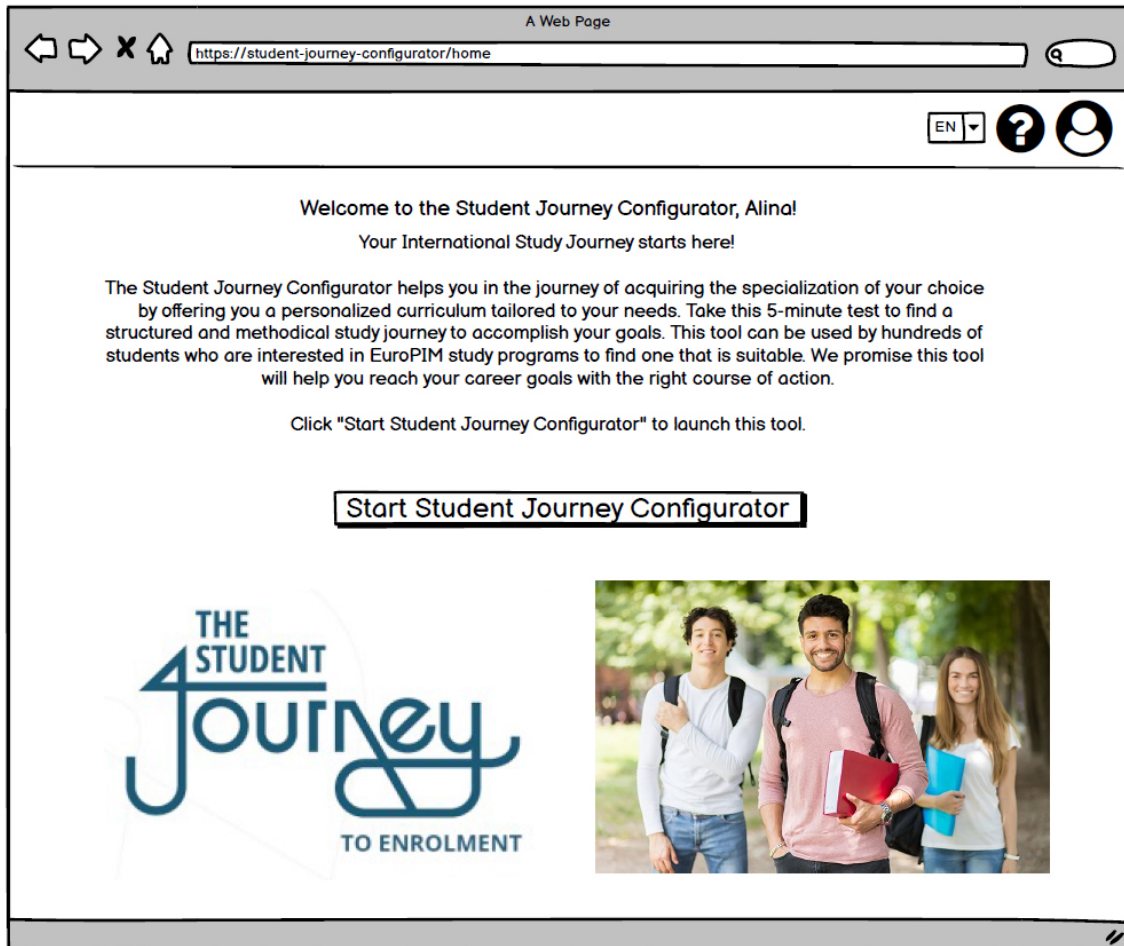 A Web Page
https://student-journey-configurator/home
EN
?
Welcome to the Student Journey Configurator, Alina!
Your International Study Journey starts here!
The Student Journey Configurator helps you in the journey of acquiring the specialization of your choice
by offering you a personalized curriculum tailored to your needs. Take this 5-minute test to find a
structured and methodical study journey to accomplish your goals. This tool can be used by hundreds of
students who are interested in EuroPIM study programs to find one that is suitable. We promise this tool
will help you reach your career goals with the right course of action.
Click "Start Student Journey Configurator" to launch this tool.
Start Student Journey Configurator
THE
STUDENT
Journey
TO ENROLMENT